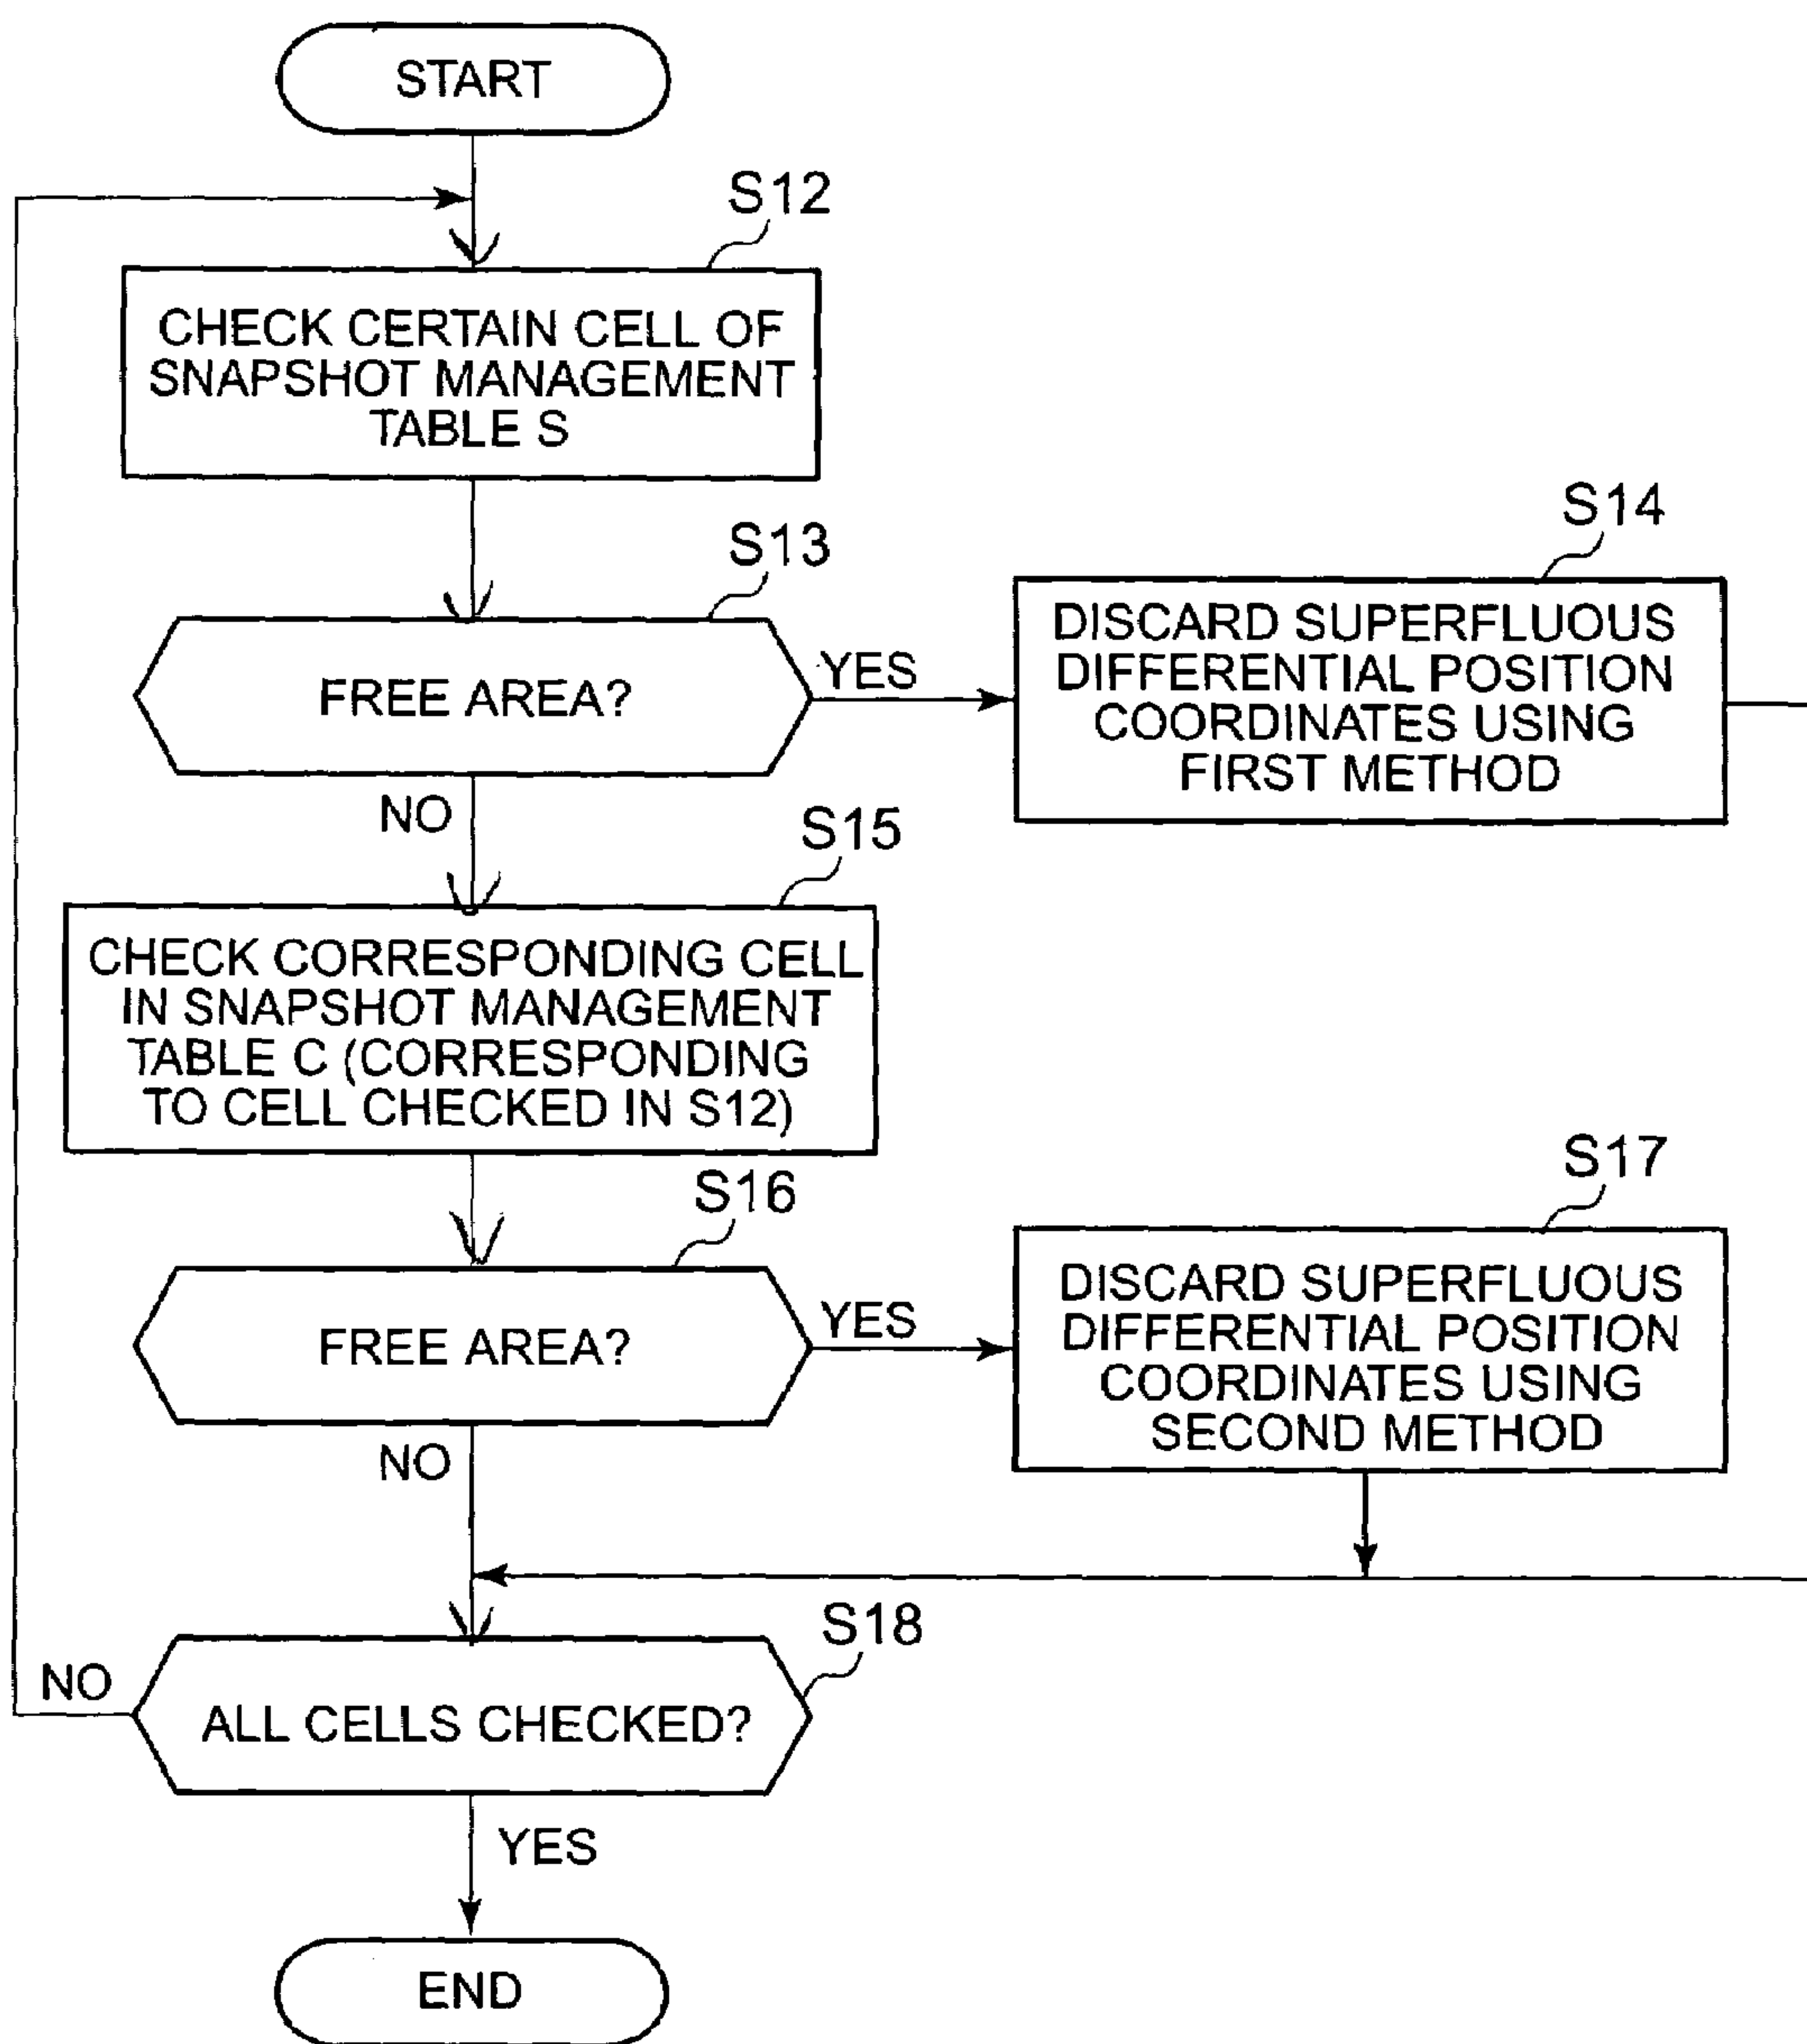 START
S12
CHECK CERTAIN CELL OF
SNAPSHOT MANAGEMENT
TABLE S
S13
FREE AREA?
YES
S14
DISCARD SUPERFLUOUS
DIFFERENTIAL POSITION
COORDINATES USING
FIRST METHOD
NO
S15
CHECK CORRESPONDING CELL
IN SNAPSHOT MANAGEMENT
TABLE C (CORRESPONDING
TO CELL CHECKED IN S12)
S16
FREE AREA?
YES
S17
DISCARD SUPERFLUOUS
DIFFERENTIAL POSITION
COORDINATES USING
SECOND METHOD
NO
S18
NO
ALL CELLS CHECKED?
YES
END